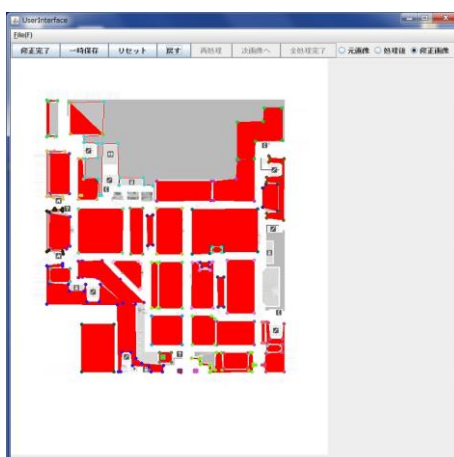 UserInterface
File(F)
修正完了 一時保存 リセット 戻す 再処理 次画像へ 全処理完了 元画像 処理後 修正画像